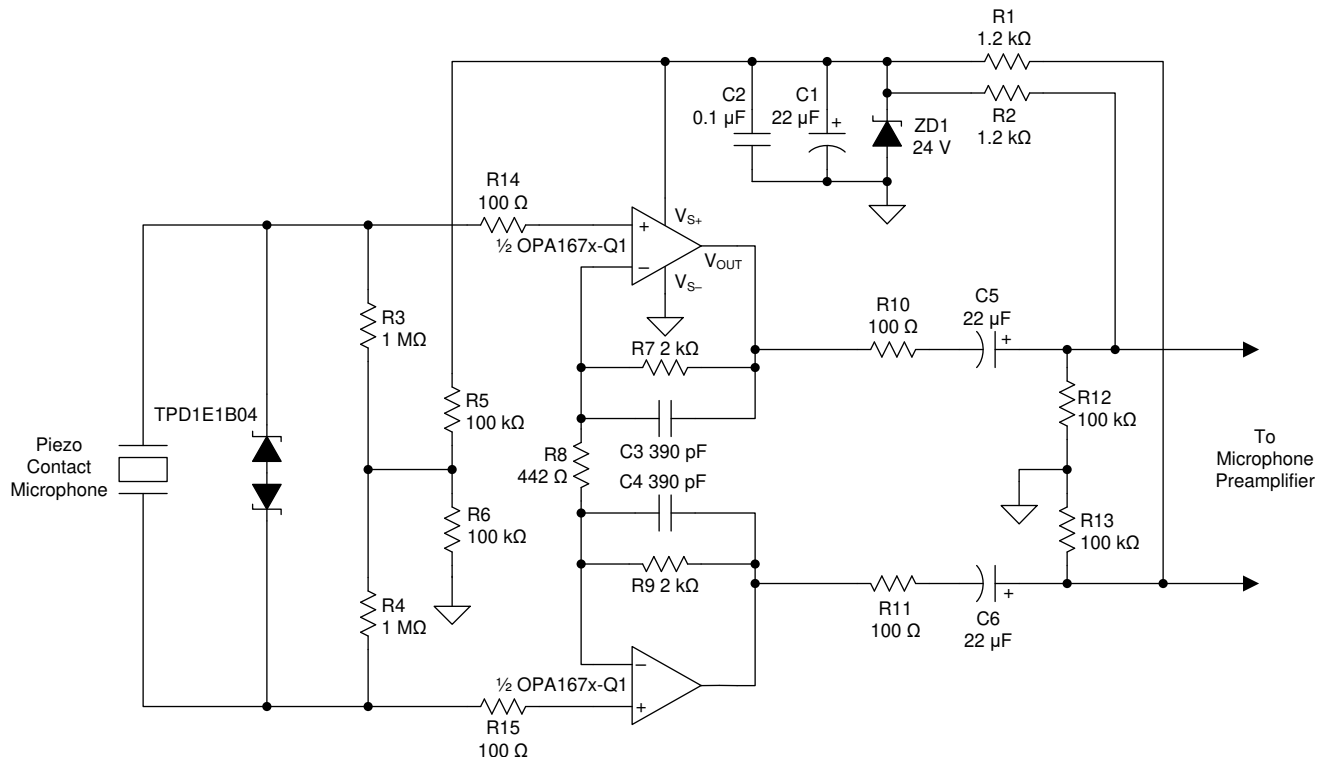 R1
1.2 kΩ
R2
1.2 kΩ
C2
0.1 µF
C1
22 µF
+
ZD1
24 V
R14
100 Ω
+
VS+
½ OPA167x-Q1
–
VOUT
VS–
R10
100 Ω
C5
22 µF
+
R3
1 MΩ
R7 2 kΩ
TPD1E1B04
R5
100 kΩ
R12
100 kΩ
C3 390 pF
Piezo
Contact
Microphone
R8
442 Ω
To
Microphone
Preamplifier
C4 390 pF
R6
100 kΩ
R13
100 kΩ
R9 2 kΩ
R4
1 MΩ
R11
100 Ω
+
C6
22 µF
–
½ OPA167x-Q1
+
R15
100 Ω